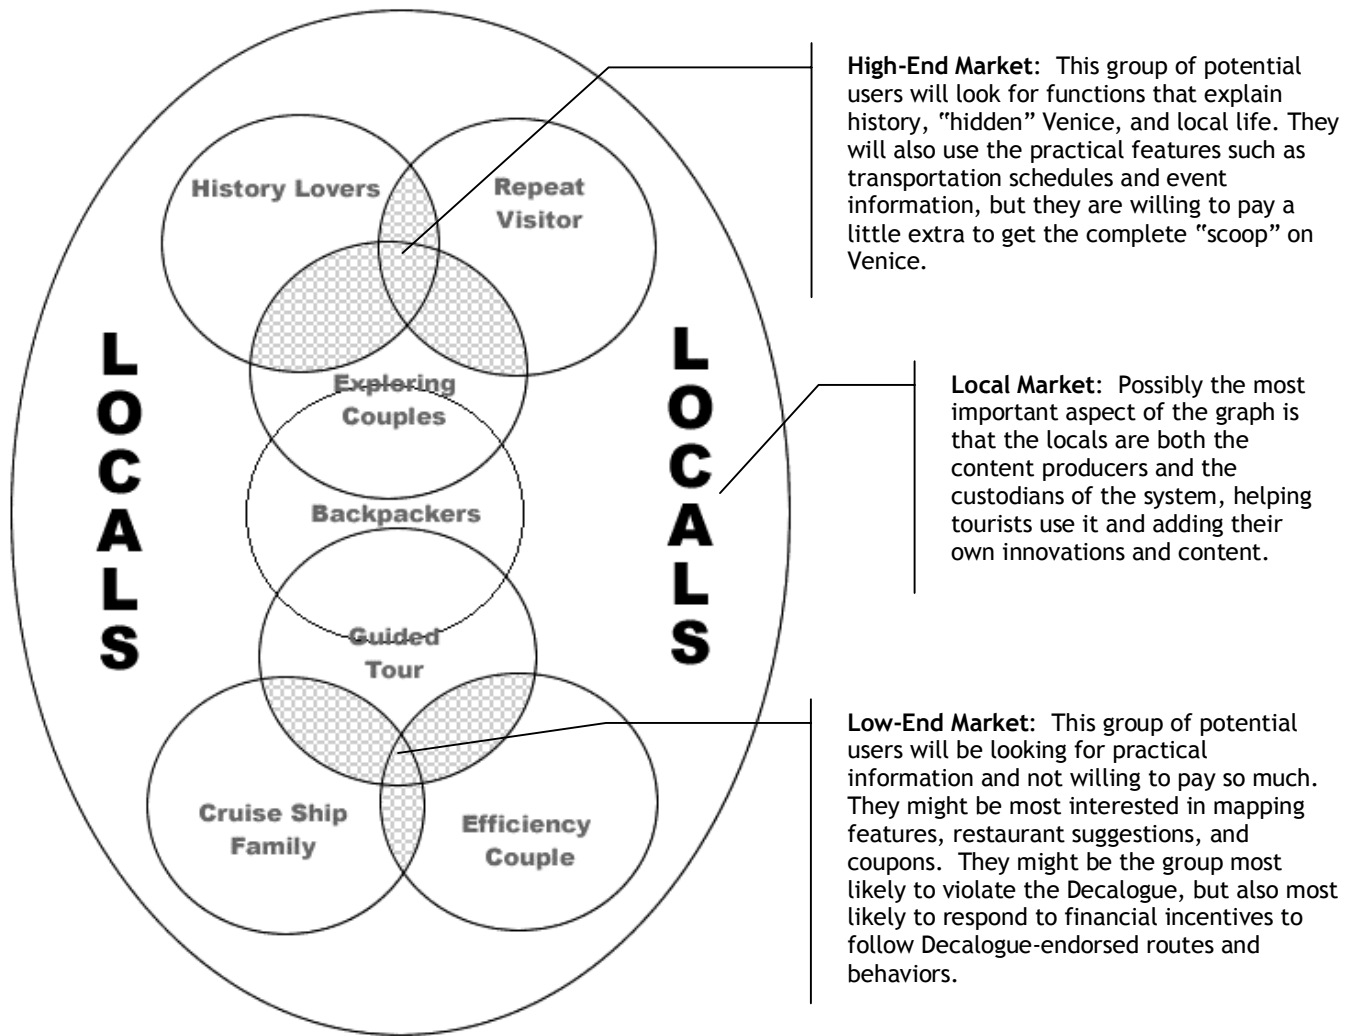 High-End Market: This group of potential
users will look for functions that explain
history, “hidden” Venice, and local life. They
will also use the practical features such as
transportation schedules and event
information, but they are willing to pay a
little extra to get the complete “scoop” on
Venice.
History Lovers
Repeat
Visitor
LOCALS
Exploring
Couples
LOCALS
Local Market: Possibly the most
important aspect of the graph is
that the locals are both the
content producers and the
custodians of the system, helping
tourists use it and adding their
own innovations and content.
Backpackers
Guided
Tour
Cruise Ship
Family
Efficiency
Couple
Low-End Market: This group of potential
users will be looking for practical
information and not willing to pay so much.
They might be most interested in mapping
features, restaurant suggestions, and
coupons. They might be the group most
likely to violate the Decalogue, but also most
likely to respond to financial incentives to
follow Decalogue-endorsed routes and
behaviors.